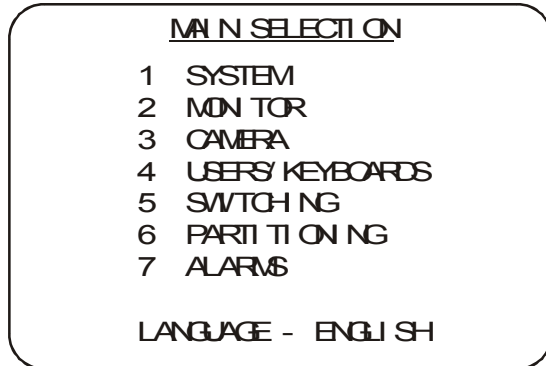 MAIN SELECTION
1 SYSTEM
2 MONITOR
3 CAMERA
4 USERS/KEYBOARDS
5 SWITCHING
6 PARTITIONING
7 ALARMS
LANGUAGE - ENGLISH